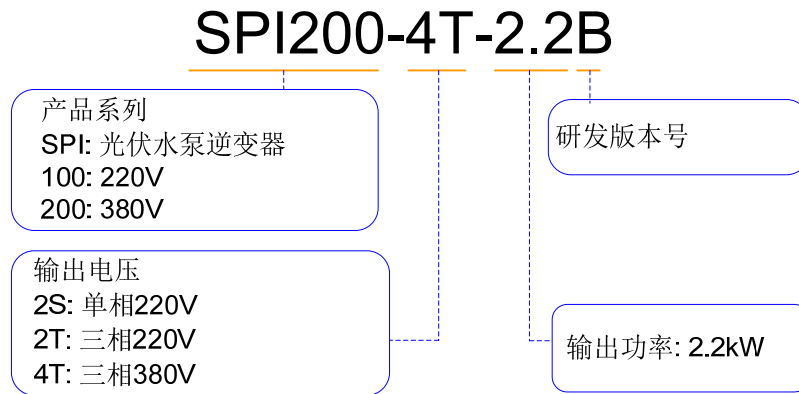 SPI200-4T-2.2B
产品系列
SPI: 光伏水泵逆变器
100: 220V
200: 380V
研发版本号
输出电压
2S: 单相220V
2T: 三相220V
4T: 三相380V
输出功率: 2.2kW